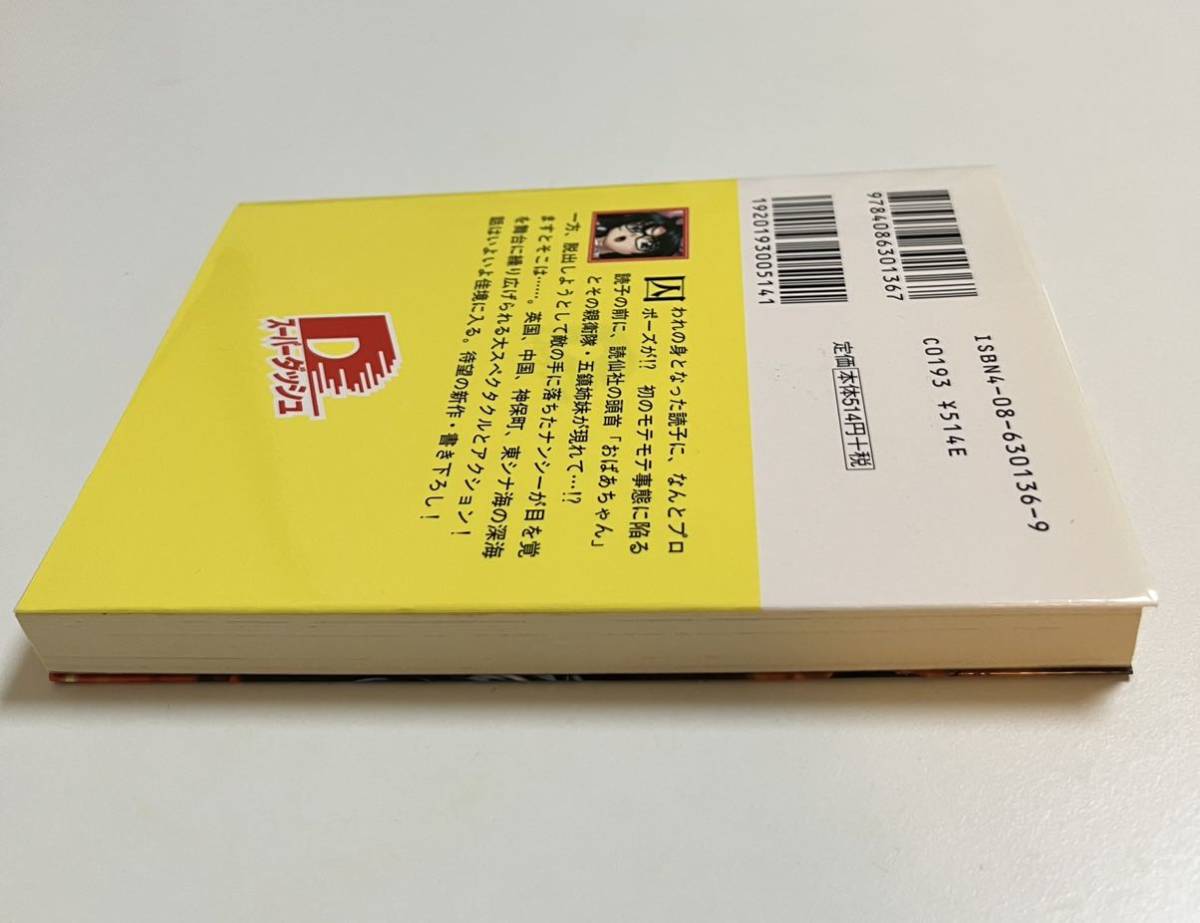 9784086301367
1920193005141
ISBN4-08-630136-9
C0193 ¥514E
定価 本体514円+税
囚われの身となった読子に、なんとプロ
ポーズが!? 初のモテモテ事態に陥る
読子の前に、読仙社の頭首「おばあちゃん」
とその親衛隊・五鎮姉妹が現れて…!?
一方、脱出しようとして敵の手に落ちたナンシーが目を覚
ますとそこは……。英国、中国、神保町、東シナ海の深海
を舞台に繰り広げられる大スペクタクルとアクション!
話はいよいよ佳境に入る。待望の新作・書き下ろし!
D
スーパーダッシュ